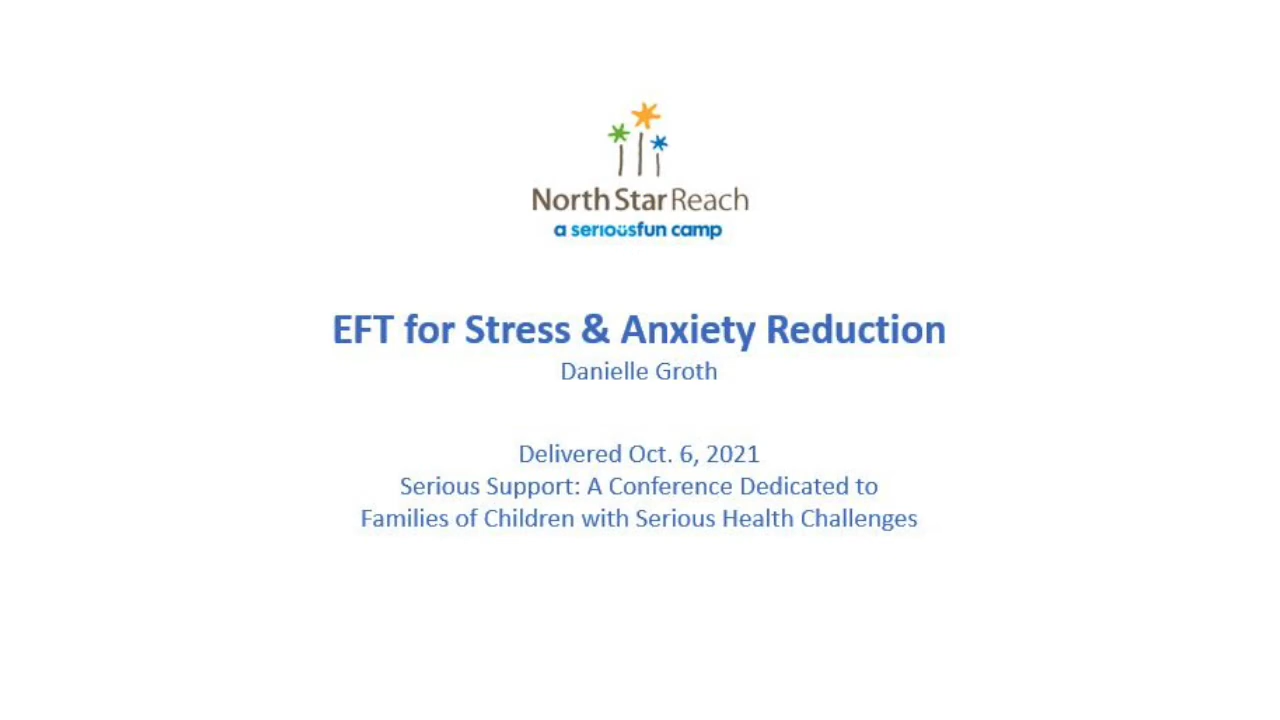 North Star Reach
a seriousfun camp
EFT for Stress & Anxiety Reduction
Danielle Groth
Delivered Oct. 6, 2021
Serious Support: A Conference Dedicated to
Families of Children with Serious Health Challenges